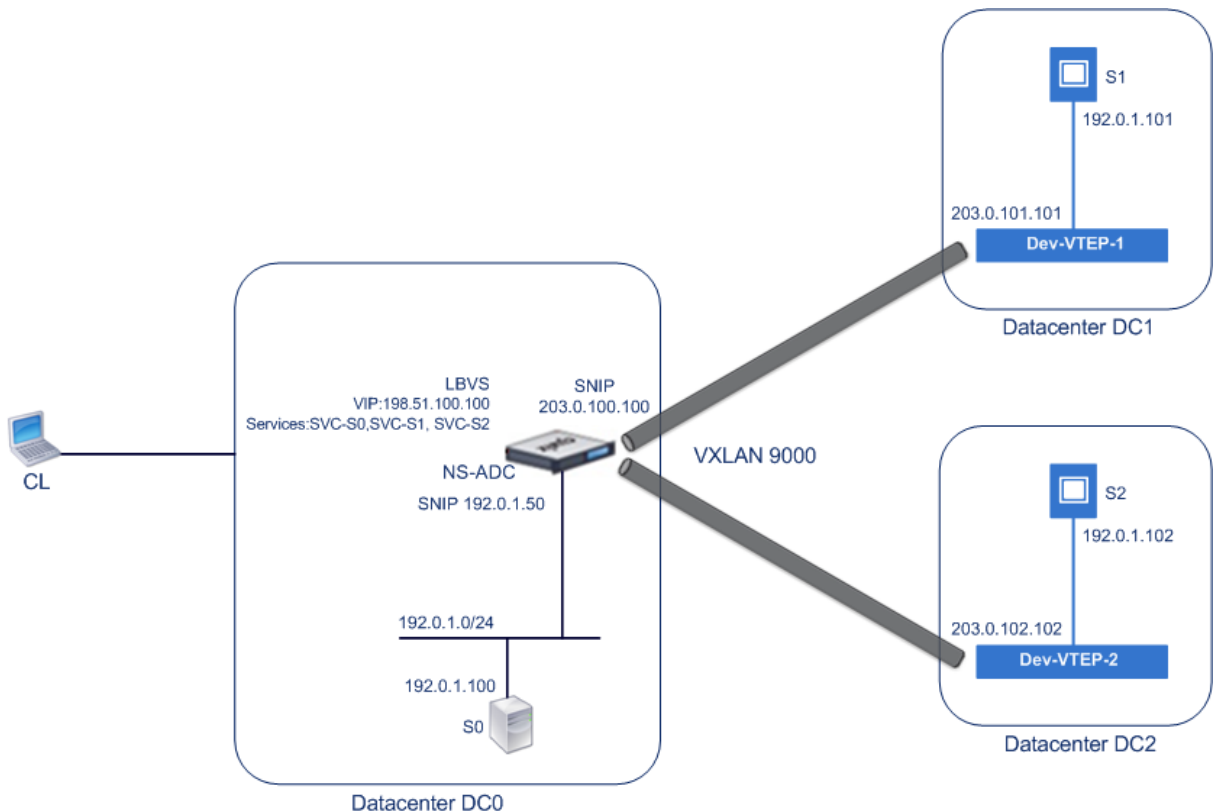 S1
192.0.1.101
203.0.101.101
Dev-VTEP-1
Datacenter DC1
LBVS
VIP:198.51.100.100
Services:SVC-S0,SVC-S1, SVC-S2
SNIP
203.0.100.100
NS-ADC
SNIP 192.0.1.50
VXLAN 9000
CL
S2
192.0.1.102
203.0.102.102
Dev-VTEP-2
Datacenter DC2
192.0.1.0/24
192.0.1.100
S0
Datacenter DC0